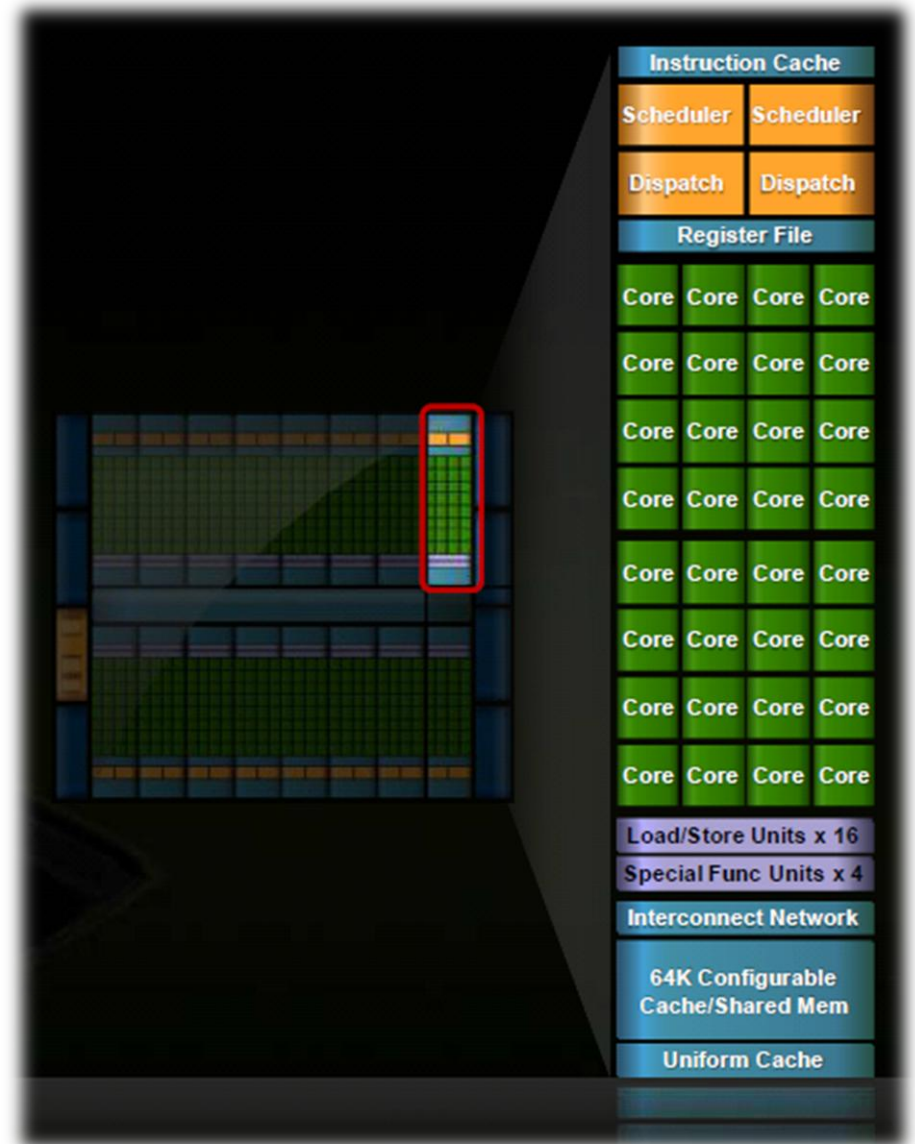 Instruction Cache
Scheduler Scheduler
Dispatch Dispatch
Register File
Core Core Core Core
Core Core Core Core
Core Core Core Core
Core Core Core Core
Core Core Core Core
Core Core Core Core
Core Core Core Core
Core Core Core Core
Load/Store Units x 16
Special Func Units x 4
Interconnect Network
64K Configurable
Cache/Shared Mem
Uniform Cache